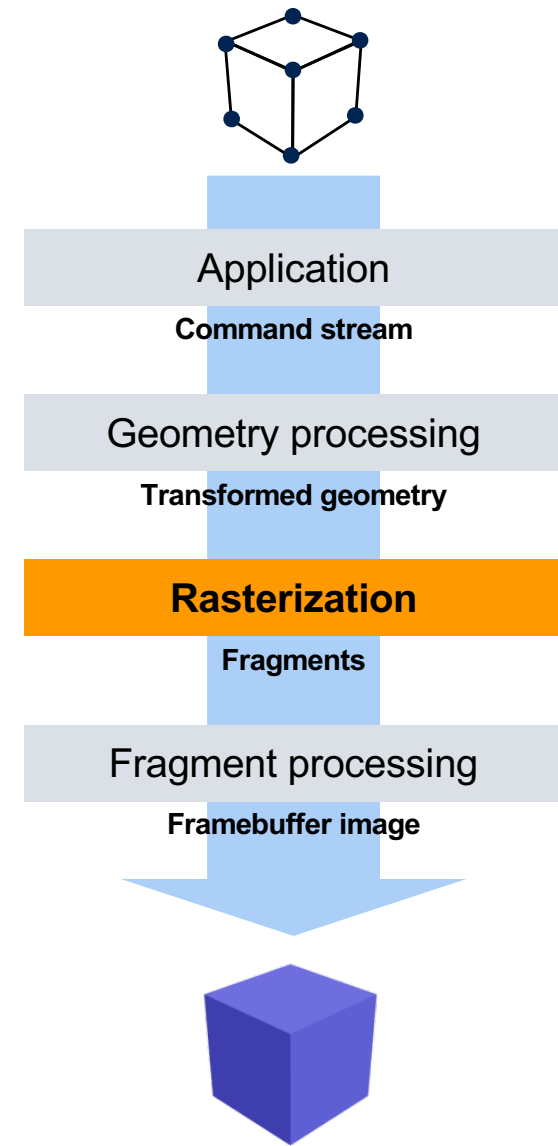 Application
Command stream
Geometry processing
Transformed geometry
Rasterization
Fragments
Fragment processing
Framebuffer image